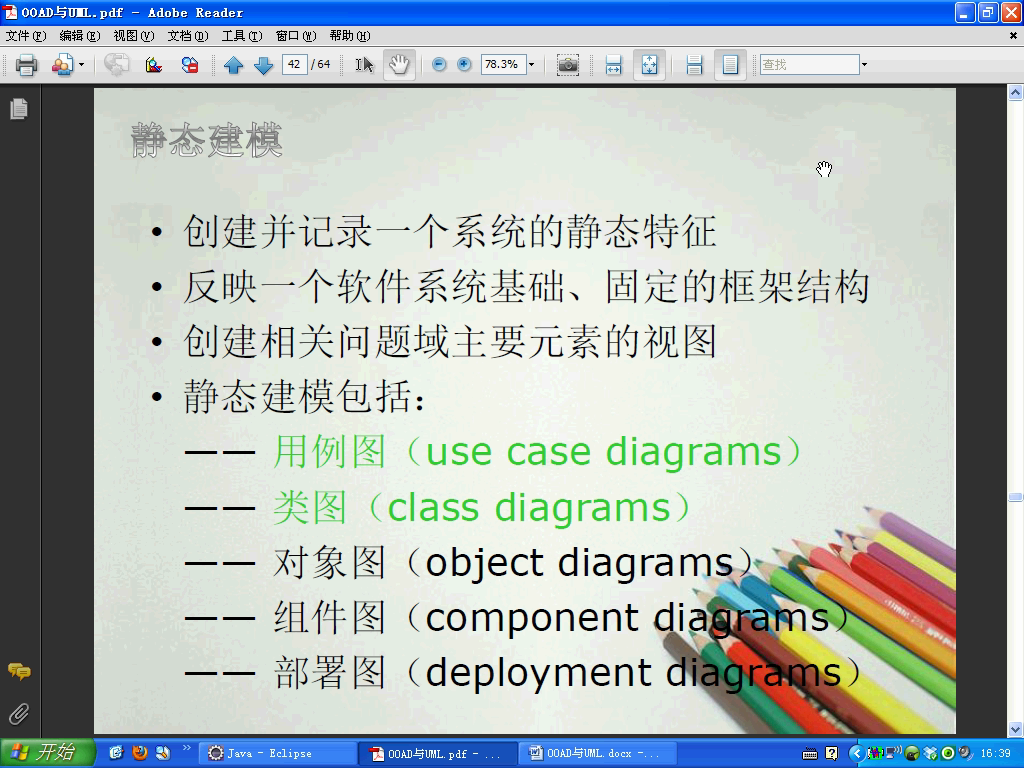 OOAD与UML.pdf - Adobe Reader
文件(F) 编辑(E) 视图(V) 文档(D) 工具(T) 窗口(W) 帮助(H)
42 / 64 78.3% 查找
静态建模
• 创建并记录一个系统的静态特征
• 反映一个软件系统基础、固定的框架结构
• 创建相关问题域主要元素的视图
• 静态建模包括：
—— 用例图（use case diagrams）
—— 类图（class diagrams）
—— 对象图（object diagrams）
—— 组件图（component diagrams）
—— 部署图（deployment diagrams）
开始 Java - Eclipse OOAD与UML.pdf - ... OOAD与UML.docx -... 16:39